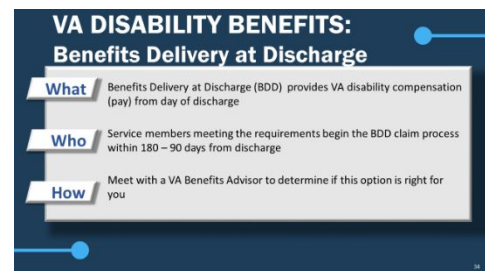 VA DISABILITY BENEFITS:
Benefits Delivery at Discharge
What
Benefits Delivery at Discharge (BDD) provides VA disability compensation
(pay) from day of discharge
Who
Service members meeting the requirements begin the BDD claim process
within 180 – 90 days from discharge
How
Meet with a VA Benefits Advisor to determine if this option is right for
you
34